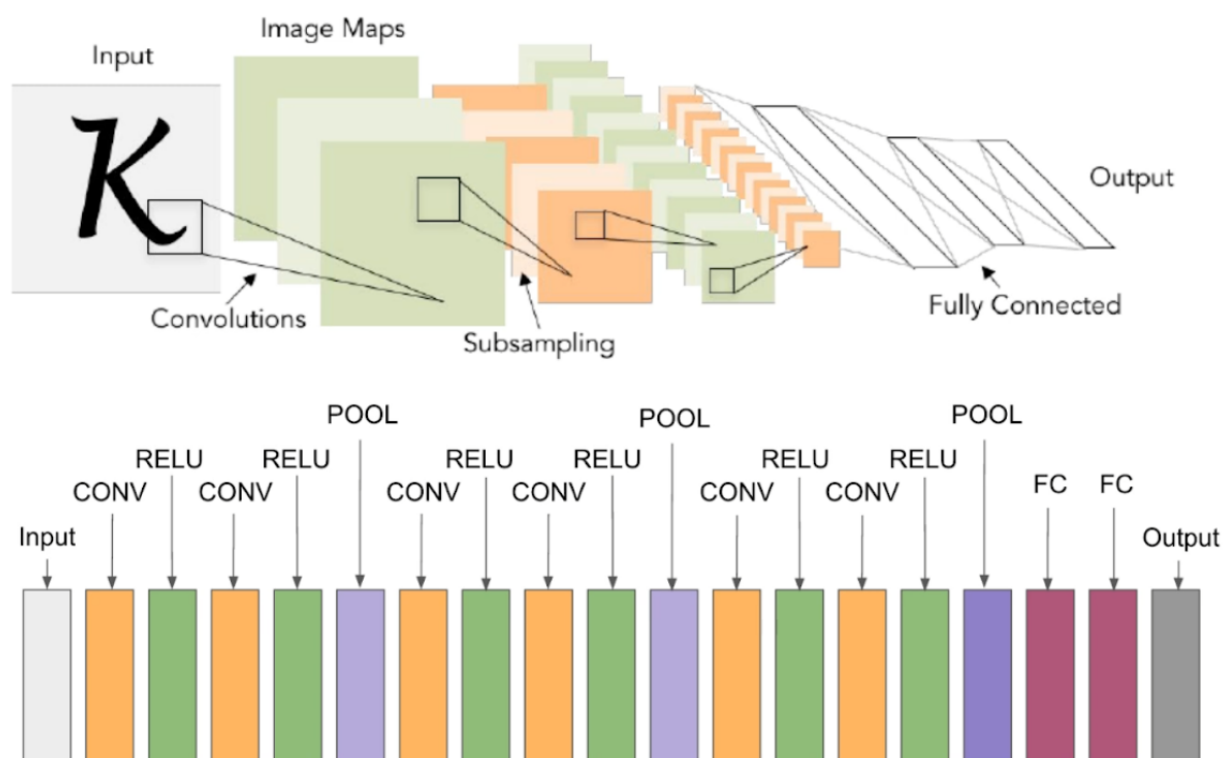 Image Maps
Input
K
Output
Convolutions
Fully Connected
Subsampling
POOL
POOL
POOL
RELU
RELU
RELU
RELU
RELU
RELU
CONV
CONV
CONV
CONV
CONV
CONV
FC
FC
Input
Output